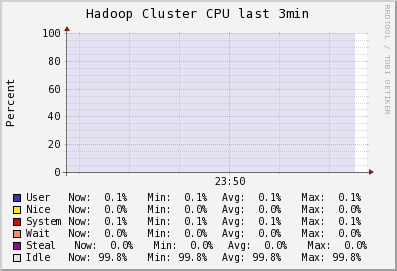 Hadoop Cluster CPU last 3min
RRDTOOL / TOBI OETIKER
Percent
100
80
60
40
20
0
23:50
User Now: 0.1% Min: 0.1% Avg: 0.1% Max: 0.1%
Nice Now: 0.0% Min: 0.0% Avg: 0.0% Max: 0.0%
System Now: 0.1% Min: 0.1% Avg: 0.1% Max: 0.1%
Wait Now: 0.0% Min: 0.0% Avg: 0.0% Max: 0.0%
Steal Now: 0.0% Min: 0.0% Avg: 0.0% Max: 0.0%
Idle Now: 99.8% Min: 99.8% Avg: 99.8% Max: 99.8%